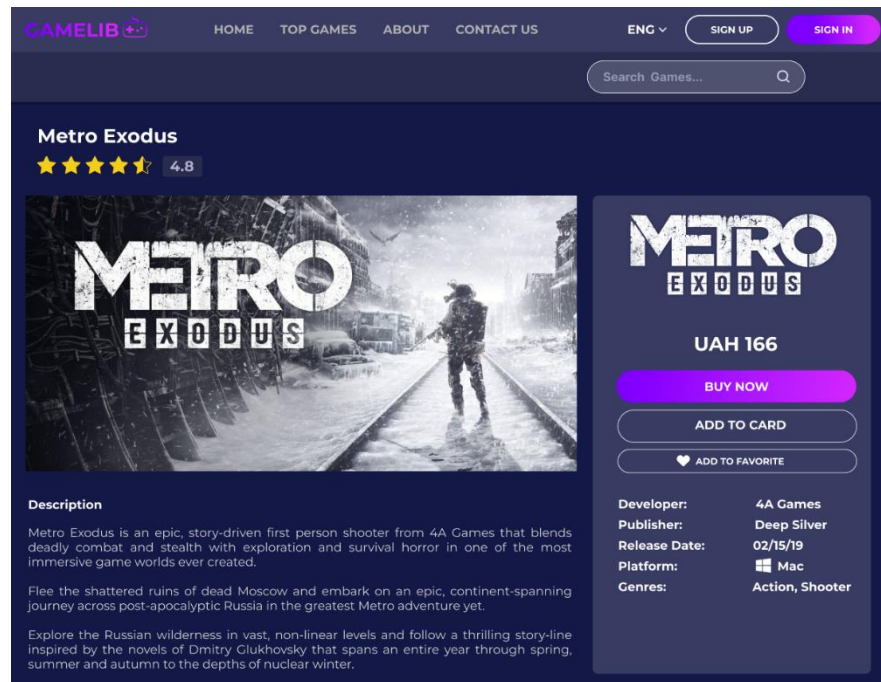 GAMELIB
HOME TOP GAMES ABOUT CONTACT US ENG SIGN UP SIGN IN
Search Games...
Metro Exodus
4.8
METRO
EXODUS
METRO
EXODUS
UAH 166
BUY NOW
ADD TO CARD
ADD TO FAVORITE
Description
Metro Exodus is an epic, story-driven first person shooter from 4A Games that blends
deadly combat and stealth with exploration and survival horror in one of the most
immersive game worlds ever created.
Flee the shattered ruins of dead Moscow and embark on an epic, continent-spanning
journey across post-apocalyptic Russia in the greatest Metro adventure yet.
Explore the Russian wilderness in vast, non-linear levels and follow a thrilling story-line
inspired by the novels of Dmitry Glukhovsky that spans an entire year through spring,
summer and autumn to the depths of nuclear winter.
Developer: 4A Games
Publisher: Deep Silver
Release Date: 02/15/19
Platform: Mac
Genres: Action, Shooter